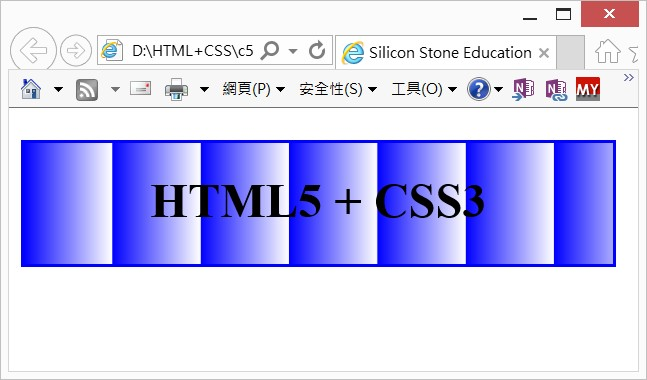 D:\HTML+CSS\c5
Silicon Stone Education
網頁(P) 安全性(S) 工具(O) MY
HTML5 + CSS3